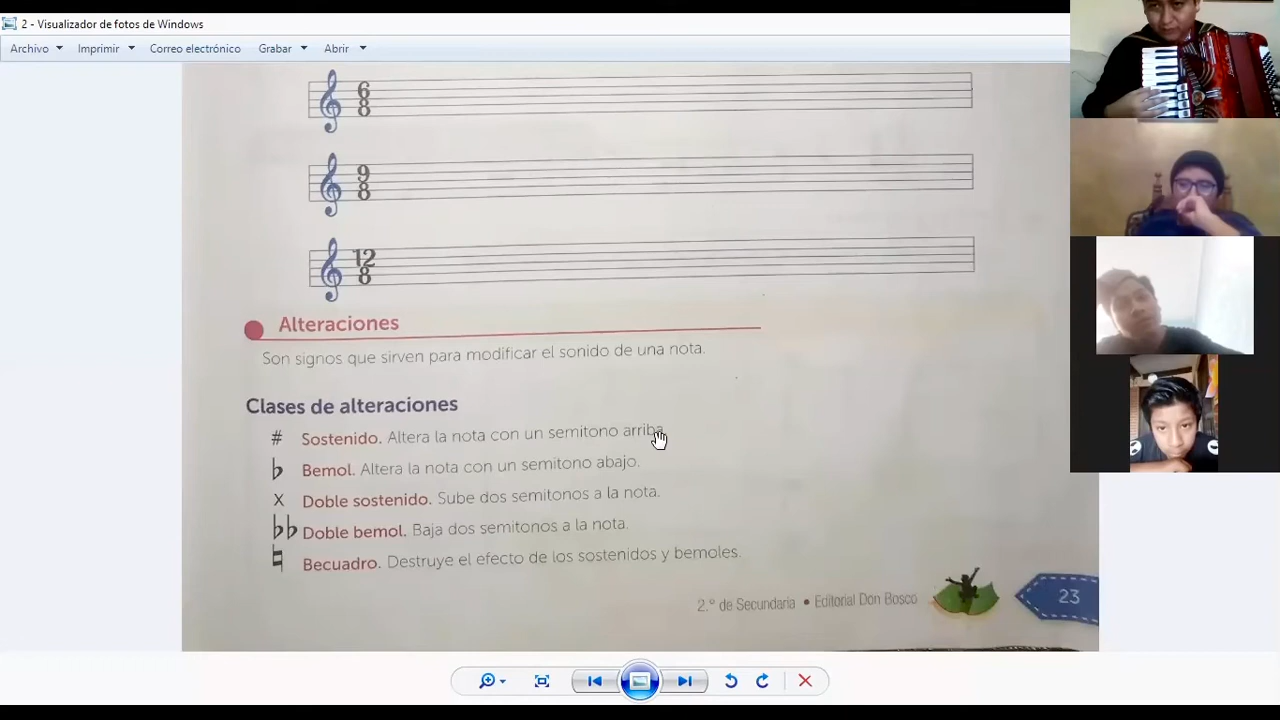 2 - Visualizador de fotos de Windows
Archivo Imprimir Correo electrónico Grabar Abrir
6
8
9
8
12
8
Alteraciones
Son signos que sirven para modificar el sonido de una nota.
Clases de alteraciones
# Sostenido. Altera la nota con un semitono arriba.
♭ Bemol. Altera la nota con un semitono abajo.
x Doble sostenido. Sube dos semitonos a la nota.
♭♭ Doble bemol. Baja dos semitonos a la nota.
♮ Becuadro. Destruye el efecto de los sostenidos y bemoles.
2.° de Secundaria • Editorial Don Bosco 23